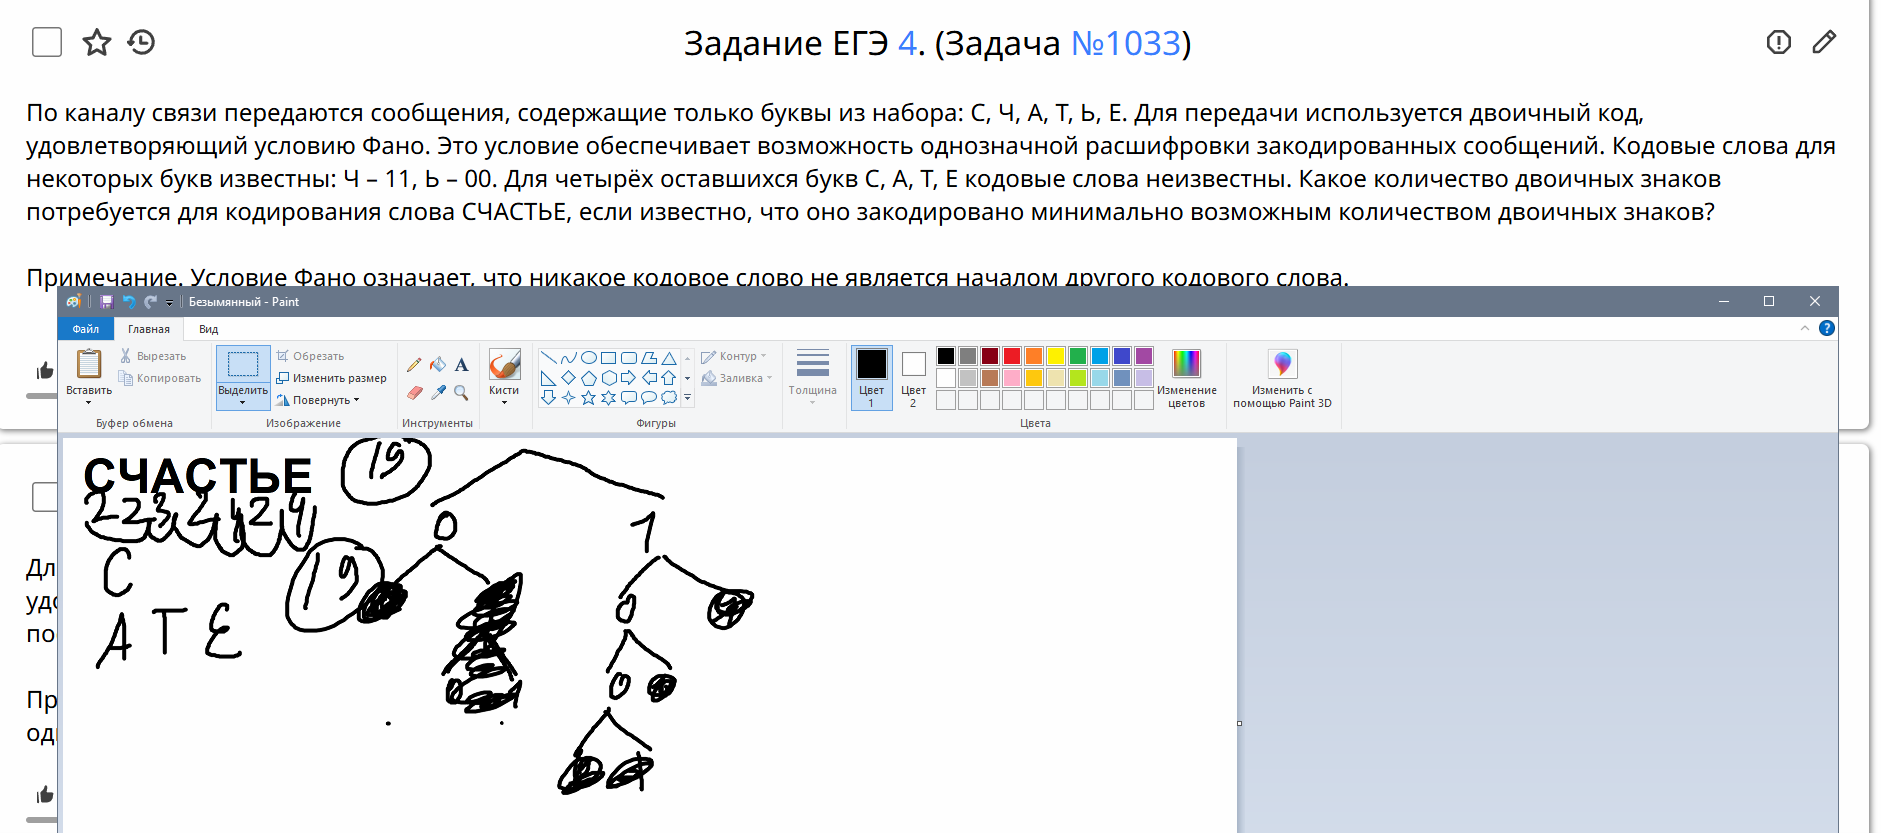 Задание ЕГЭ 4. (Задача №1033)
По каналу связи передаются сообщения, содержащие только буквы из набора: С, Ч, А, Т, Ь, Е. Для передачи используется двоичный код,
удовлетворяющий условию Фано. Это условие обеспечивает возможность однозначной расшифровки закодированных сообщений. Кодовые слова для
некоторых букв известны: Ч – 11, Ь – 00. Для четырёх оставшихся букв С, А, Т, Е кодовые слова неизвестны. Какое количество двоичных знаков
потребуется для кодирования слова СЧАСТЬЕ, если известно, что оно закодировано минимально возможным количеством двоичных знаков?
Примечание. Условие Фано означает, что никакое кодовое слово не является началом другого кодового слова.
Безымянный - Paint
Файл Главная Вид
Вставить
Вырезать
Копировать
Буфер обмена
Выделить
Обрезать
Изменить размер
Повернуть
Изображение
Инструменты
Кисти
Контур
Заливка
Фигуры
Толщина
Цвет 1
Цвет 2
Изменение цветов
Цвета
Изменить с помощью Paint 3D
СЧАСТЬЕ
19
2 2 3 2 4 2 4
0 1
С
19
А Т Е
0
0
0
Дл
удо
по
Пр
од